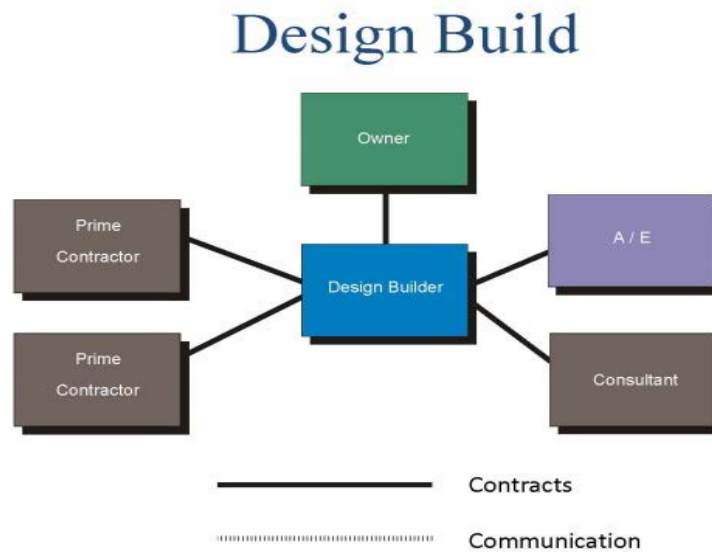 Design Build
Owner
Prime
Contractor
A / E
Design Builder
Prime
Contractor
Consultant
Contracts
Communication